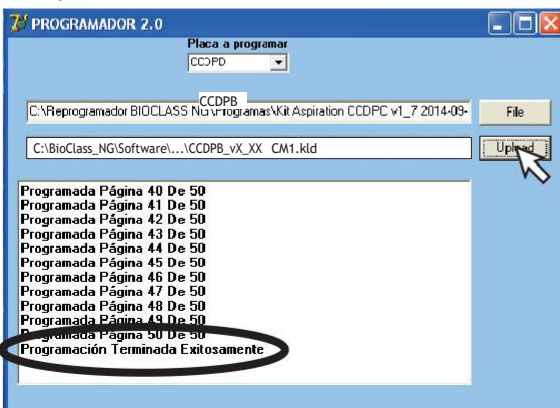 PROGRAMADOR 2.0
Placa a programar
CCDPD
CCDPB
C:\Reprogramador BIOCLASS NG\Programas\Kit Aspiration CCDPC v1_7 2014-09-
File
C:\BioClass_NG\Software\...\CCDPB_vX_XX CM1.kld
Upload
Programada Página 40 De 50
Programada Página 41 De 50
Programada Página 42 De 50
Programada Página 43 De 50
Programada Página 44 De 50
Programada Página 45 De 50
Programada Página 46 De 50
Programada Página 47 De 50
Programada Página 48 De 50
Programada Página 49 De 50
Programada Página 50 De 50
Programación Terminada Exitosamente